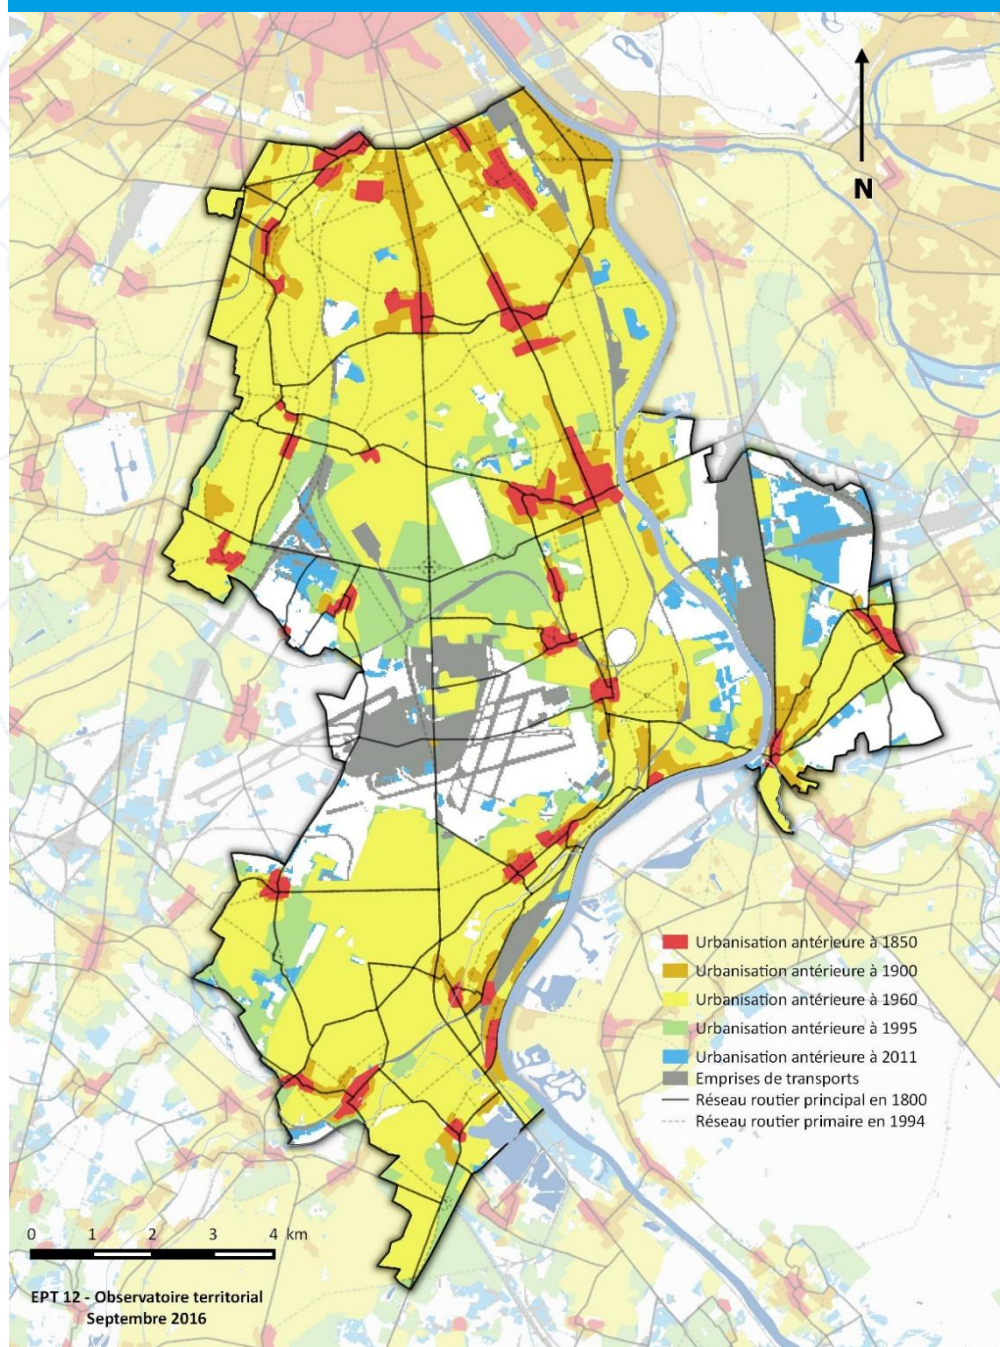 N
Urbanisation antérieure à 1850
Urbanisation antérieure à 1900
Urbanisation antérieure à 1960
Urbanisation antérieure à 1995
Urbanisation antérieure à 2011
Emprises de transports
Réseau routier principal en 1800
Réseau routier primaire en 1994
0 1 2 3 4 km
EPT 12 - Observatoire territorial
Septembre 2016